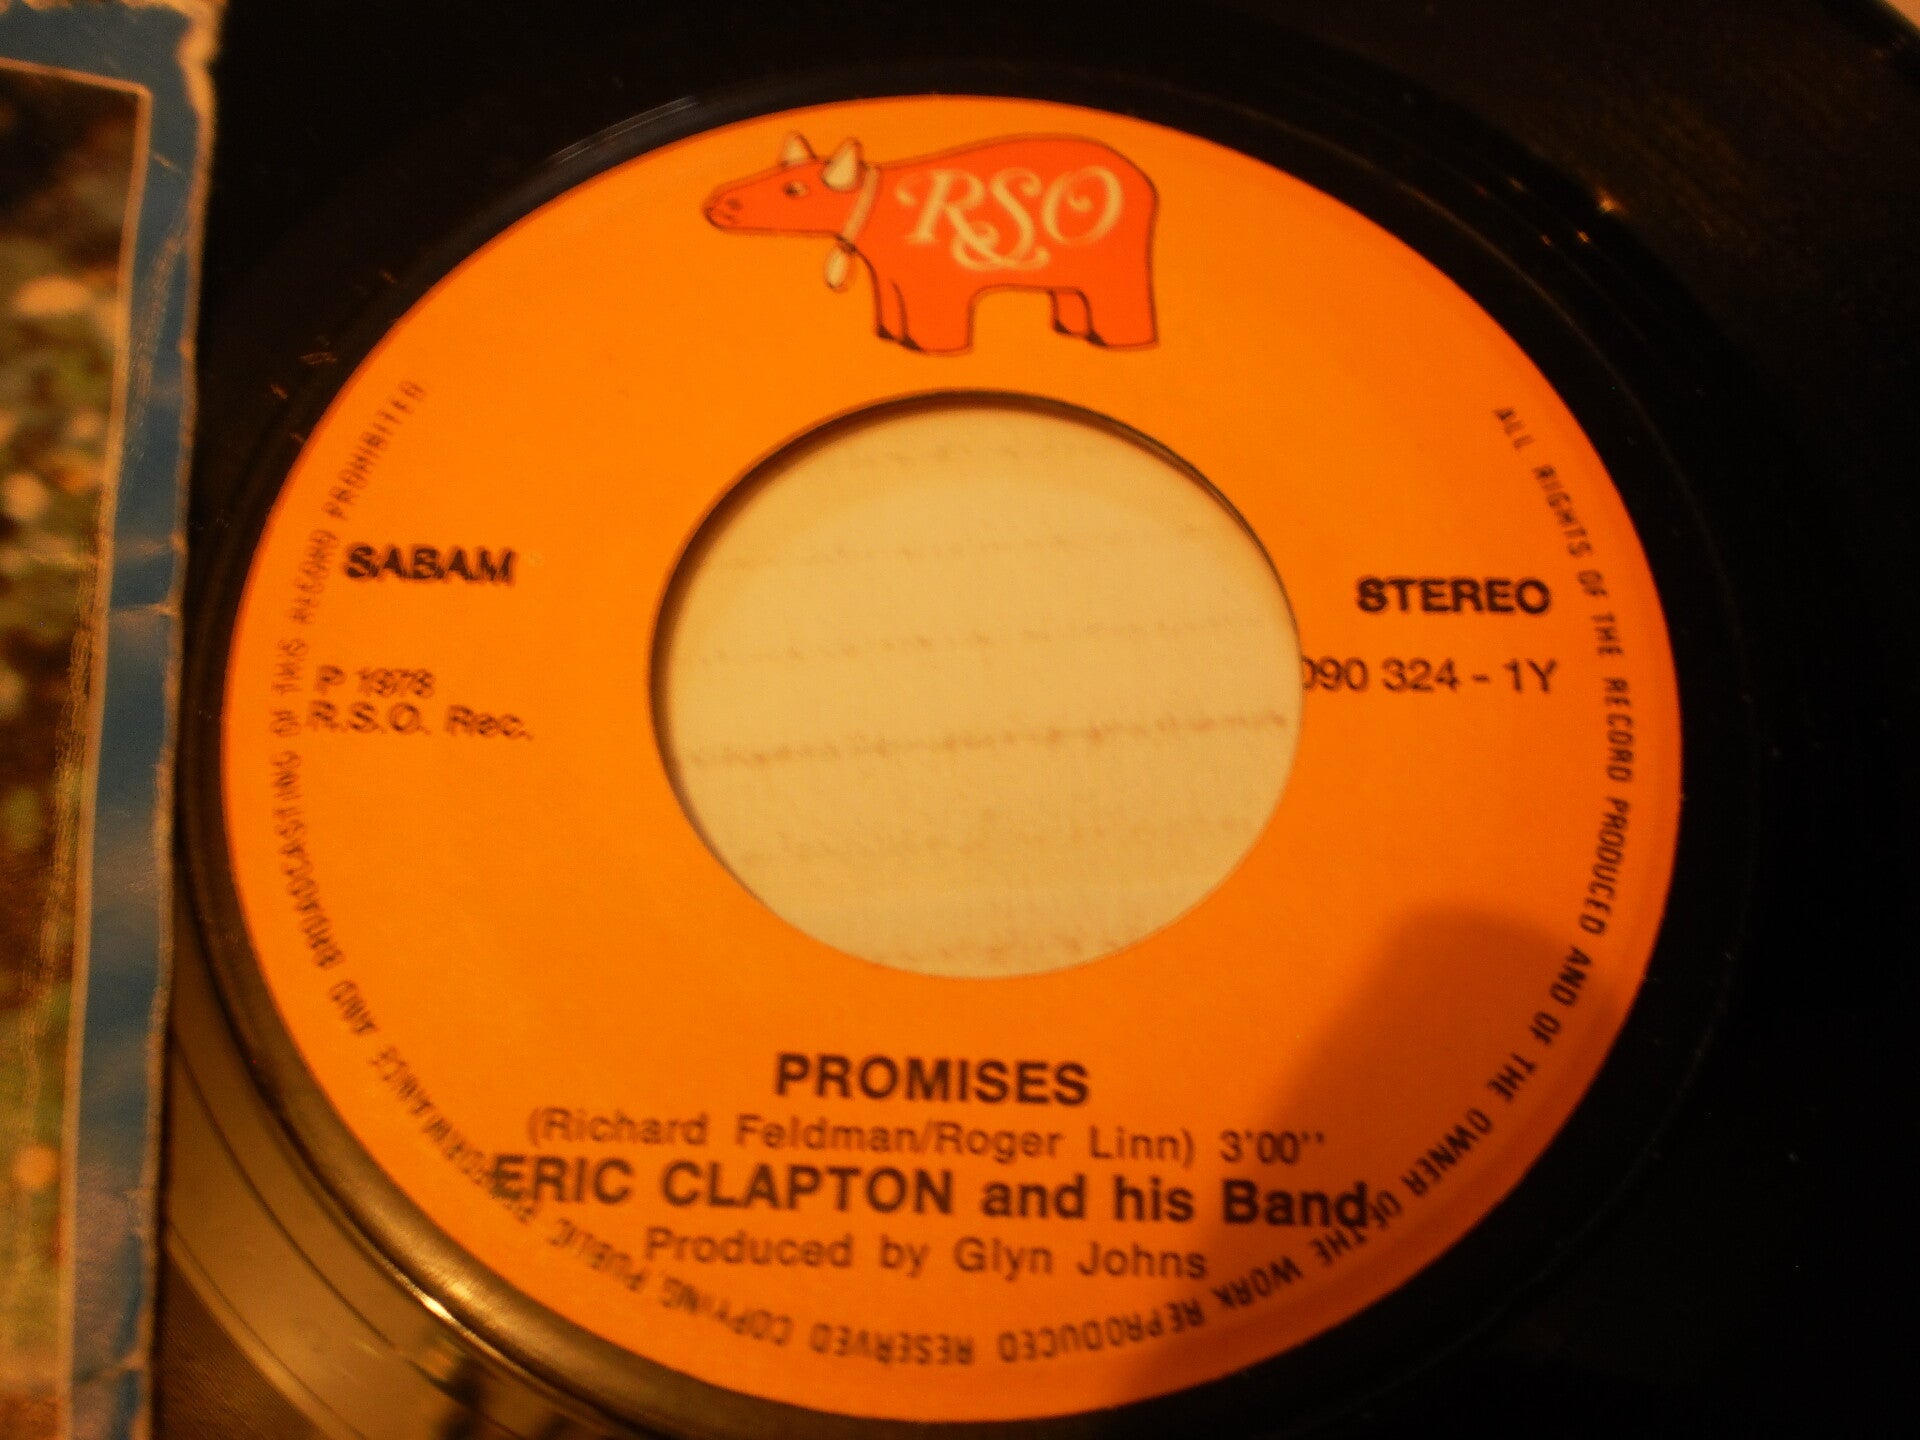 RSO
SABAM
STEREO
P 1978
R.S.O. Rec.
090 324 - 1Y
PROMISES
(Richard Feldman/Roger Linn) 3'00''
ERIC CLAPTON and his Band
Produced by Glyn Johns
ALL RIGHTS OF THE RECORD PRODUCED AND OF THE OWNER OF THE WORK REPRODUCED RESERVED COPYING, PUBLIC PERFORMANCE AND BROADCASTING OF THIS RECORD PROHIBITED